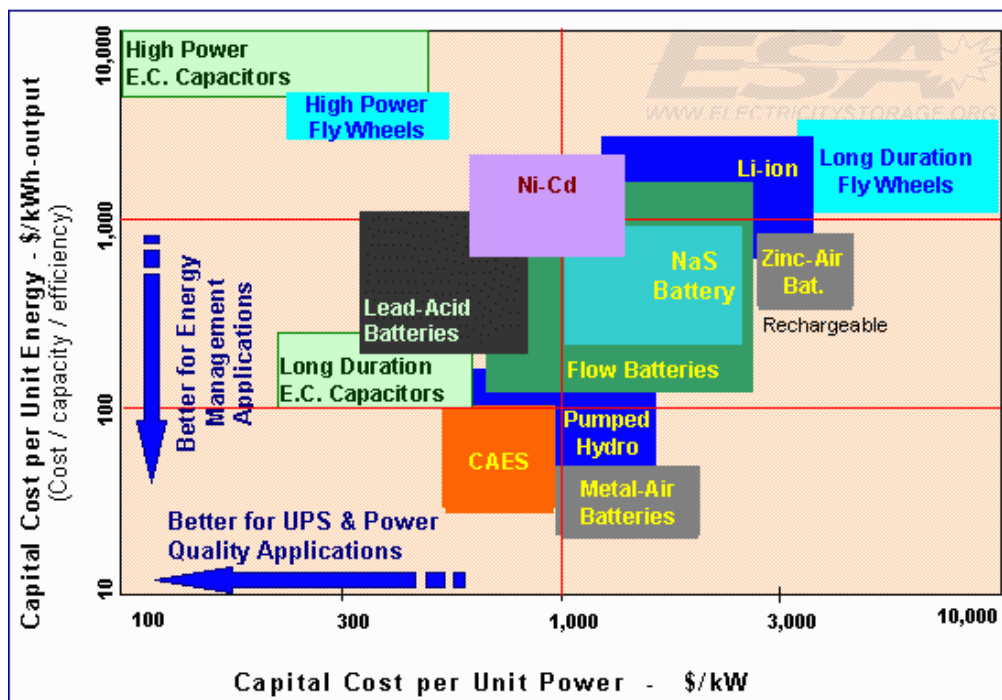 ESA
WWW.ELECTRICITYSTORAGE.ORG
High Power
E.C. Capacitors
High Power
Fly Wheels
Ni-Cd
Li-ion
Long Duration
Fly Wheels
Lead-Acid
Batteries
NaS
Battery
Zinc-Air
Bat.
Rechargeable
Long Duration
E.C. Capacitors
Flow Batteries
Pumped
Hydro
CAES
Metal-Air
Batteries
Better for Energy
Management
Applications
Better for UPS & Power
Quality Applications
Capital Cost per Unit Energy - $/kWh-output
(Cost / capacity / efficiency)
10,000
1,000
100
10
100
300
1,000
3,000
10,000
Capital Cost per Unit Power - $/kW